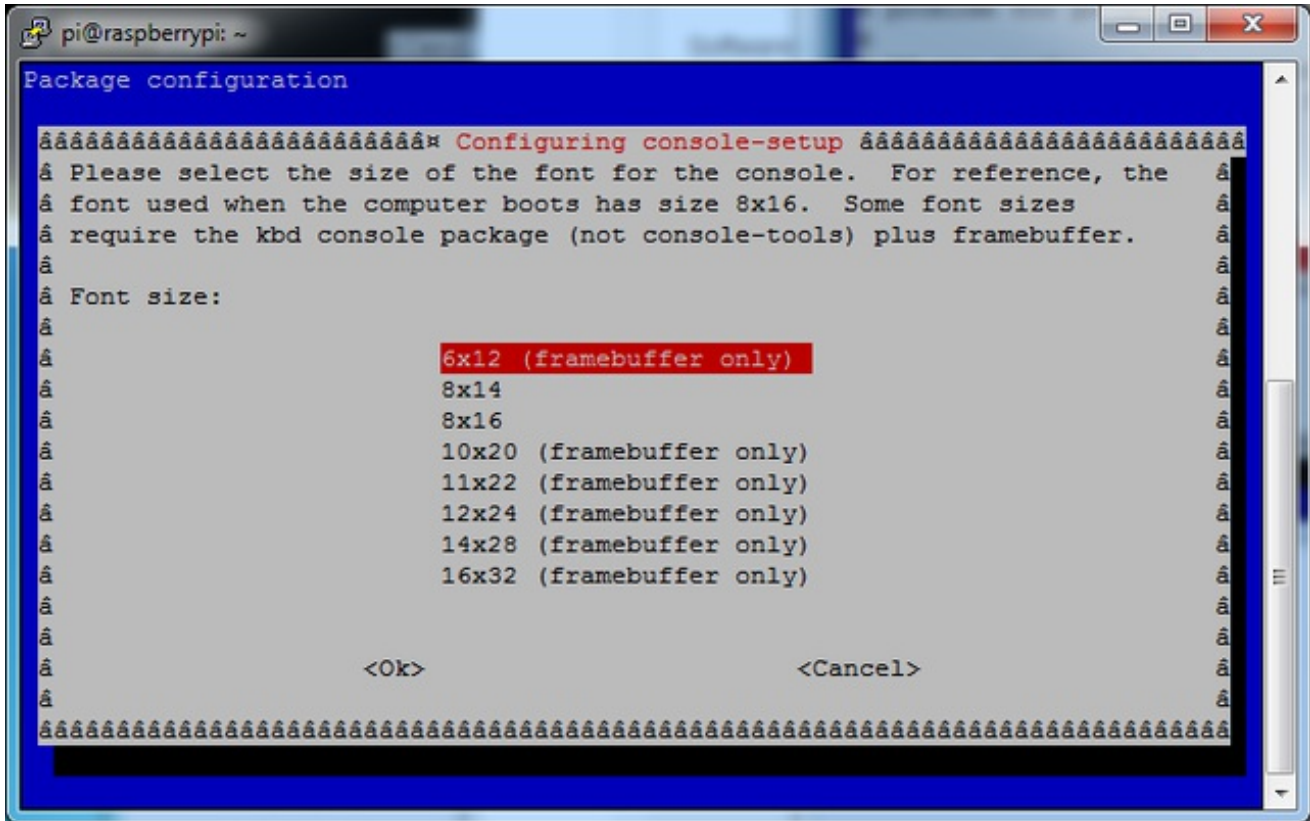 pi@raspberrypi: ~
Package configuration
ââââââââââââââââââââââââ¤ Configuring console-setup ââââââââââââââââââââââââ
â Please select the size of the font for the console.  For reference, the â
â font used when the computer boots has size 8x16.  Some font sizes â
â require the kbd console package (not console-tools) plus framebuffer. â
â â
â Font size: â
â â
â 6x12 (framebuffer only) â
â 8x14 â
â 8x16 â
â 10x20 (framebuffer only) â
â 11x22 (framebuffer only) â
â 12x24 (framebuffer only) â
â 14x28 (framebuffer only) â
â 16x32 (framebuffer only) â
â â
â â
â <Ok> <Cancel> â
â â
âââââââââââââââââââââââââââââââââââââââââââââââââââââââââââââââââââââââââââââ